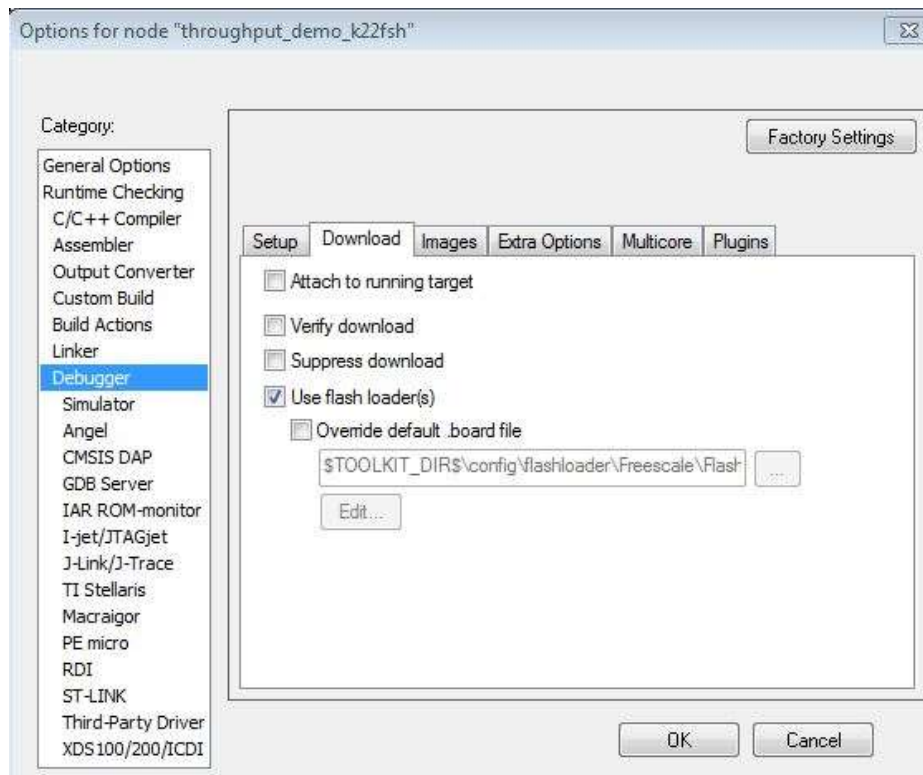 Options for node "throughput_demo_k22fsh"
Category:
Factory Settings
General Options
Runtime Checking
C/C++ Compiler
Assembler
Output Converter
Custom Build
Build Actions
Linker
Debugger
Simulator
Angel
CMSIS DAP
GDB Server
IAR ROM-monitor
I-jet/JTAGjet
J-Link/J-Trace
TI Stellaris
Macraigor
PE micro
RDI
ST-LINK
Third-Party Driver
XDS100/200/ICDI
Setup Download Images Extra Options Multicore Plugins
Attach to running target
Verify download
Suppress download
Use flash loader(s)
Override default .board file
$TOOLKIT_DIR$\config\flashloader\Freescale\Flash
...
Edit...
OK Cancel